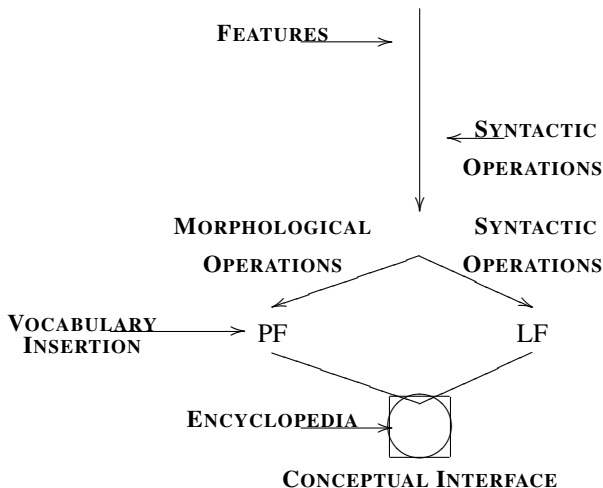 FEATURES
SYNTACTIC
OPERATIONS
MORPHOLOGICAL
OPERATIONS
SYNTACTIC
OPERATIONS
VOCABULARY
INSERTION
PF
LF
ENCYCLOPEDIA
CONCEPTUAL INTERFACE